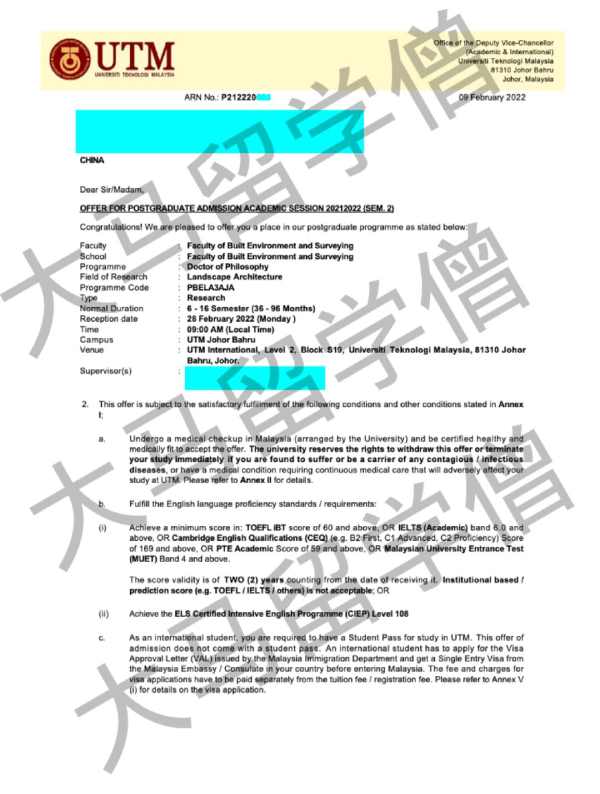 UTM
UNIVERSITI TEKNOLOGI MALAYSIA
Office of the Deputy Vice-Chancellor
(Academic & International)
Universiti Teknologi Malaysia
81310 Johor Bahru
Johor, Malaysia
ARN No.: P212220
09 February 2022
CHINA
Dear Sir/Madam,
OFFER FOR POSTGRADUATE ADMISSION ACADEMIC SESSION 20212022 (SEM. 2)
Congratulations! We are pleased to offer you a place in our postgraduate programme as stated below:
Faculty : Faculty of Built Environment and Surveying
School : Faculty of Built Environment and Surveying
Programme : Doctor of Philosophy
Field of Research : Landscape Architecture
Programme Code : PBELA3AJA
Type : Research
Normal Duration : 6 - 16 Semester (36 - 96 Months)
Reception date : 28 February 2022 (Monday )
Time : 09:00 AM (Local Time)
Campus : UTM Johor Bahru
Venue : UTM International, Level 2, Block S19, Universiti Teknologi Malaysia, 81310 Johor
Bahru, Johor.
Supervisor(s) :
2. This offer is subject to the satisfactory fulfilment of the following conditions and other conditions stated in Annex
I;
a. Undergo a medical checkup in Malaysia (arranged by the University) and be certified healthy and
medically fit to accept the offer. The university reserves the rights to withdraw this offer or terminate
your study immediately if you are found to suffer or be a carrier of any contagious / infectious
diseases, or have a medical condition requiring continuous medical care that will adversely affect your
study at UTM. Please refer to Annex II for details.
b. Fulfill the English language proficiency standards / requirements:
(i) Achieve a minimum score in: TOEFL iBT score of 60 and above, OR IELTS (Academic) band 6.0 and
above, OR Cambridge English Qualifications (CEQ) (e.g. B2 First, C1 Advanced, C2 Proficiency) Score
of 169 and above, OR PTE Academic Score of 59 and above, OR Malaysian University Entrance Test
(MUET) Band 4 and above.
The score validity is of TWO (2) years counting from the date of receiving it. Institutional based /
prediction score (e.g. TOEFL / IELTS / others) is not acceptable; OR
(ii) Achieve the ELS Certified Intensive English Programme (CIEP) Level 108
c. As an international student, you are required to have a Student Pass for study in UTM. This offer of
admission does not come with a student pass. An international student has to apply for the Visa
Approval Letter (VAL) issued by the Malaysia Immigration Department and get a Single Entry Visa from
the Malaysia Embassy / Consulate in your country before entering Malaysia. The fee and charges for
visa applications have to be paid separately from the tuition fee / registration fee. Please refer to Annex V
(i) for details on the visa application.
大马留学僧
大马留学僧
大马留学僧